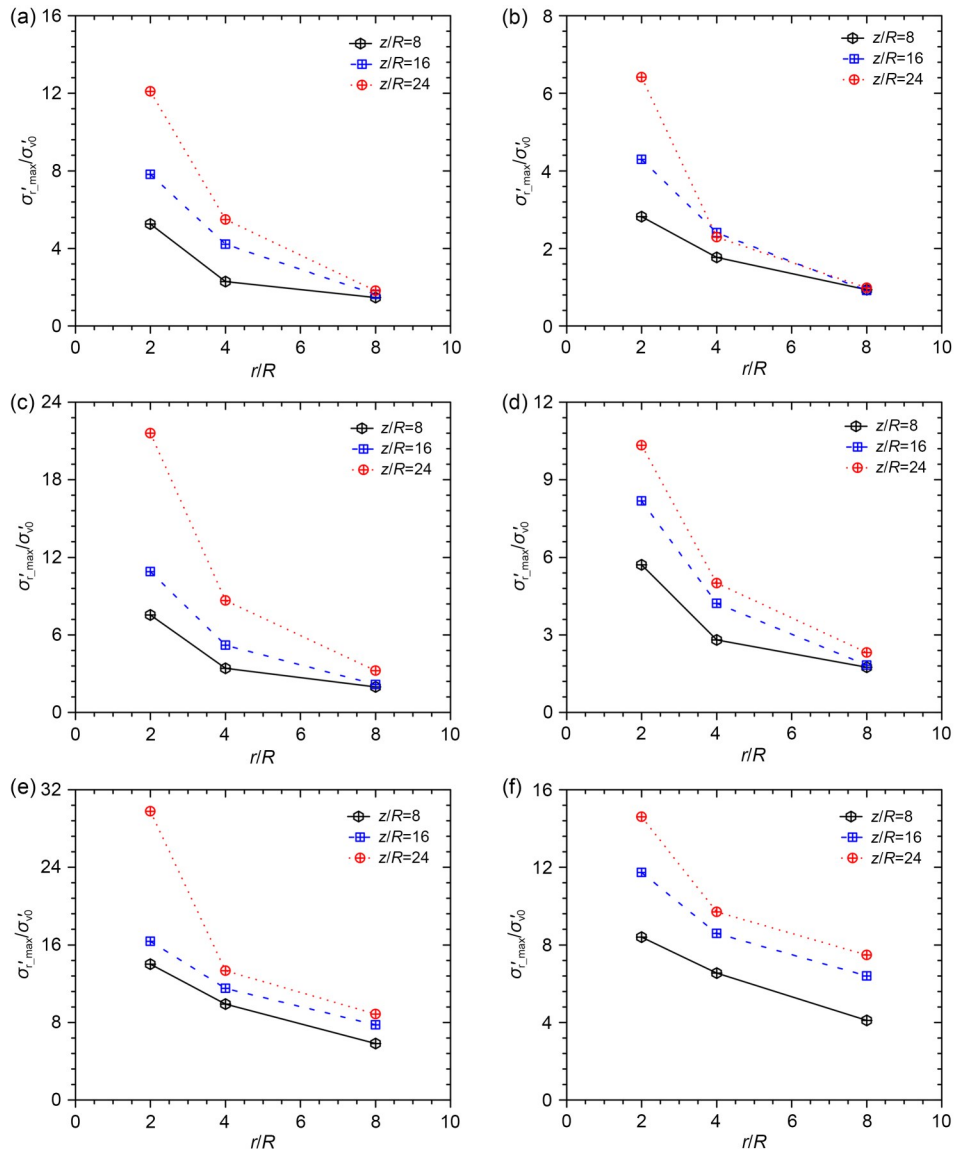 (a)
16
12
8
4
0
σ′r_max/σ′v0
z/R=8
z/R=16
z/R=24
0 2 4 6 8 10
r/R
(b)
8
6
4
2
0
σ′r_max/σ′v0
z/R=8
z/R=16
z/R=24
0 2 4 6 8 10
r/R
(c)
24
18
12
6
0
σ′r_max/σ′v0
z/R=8
z/R=16
z/R=24
0 2 4 6 8 10
r/R
(d)
12
9
6
3
0
σ′r_max/σ′v0
z/R=8
z/R=16
z/R=24
0 2 4 6 8 10
r/R
(e)
32
24
16
8
0
σ′r_max/σ′v0
z/R=8
z/R=16
z/R=24
0 2 4 6 8 10
r/R
(f)
16
12
8
4
0
σ′r_max/σ′v0
z/R=8
z/R=16
z/R=24
0 2 4 6 8 10
r/R